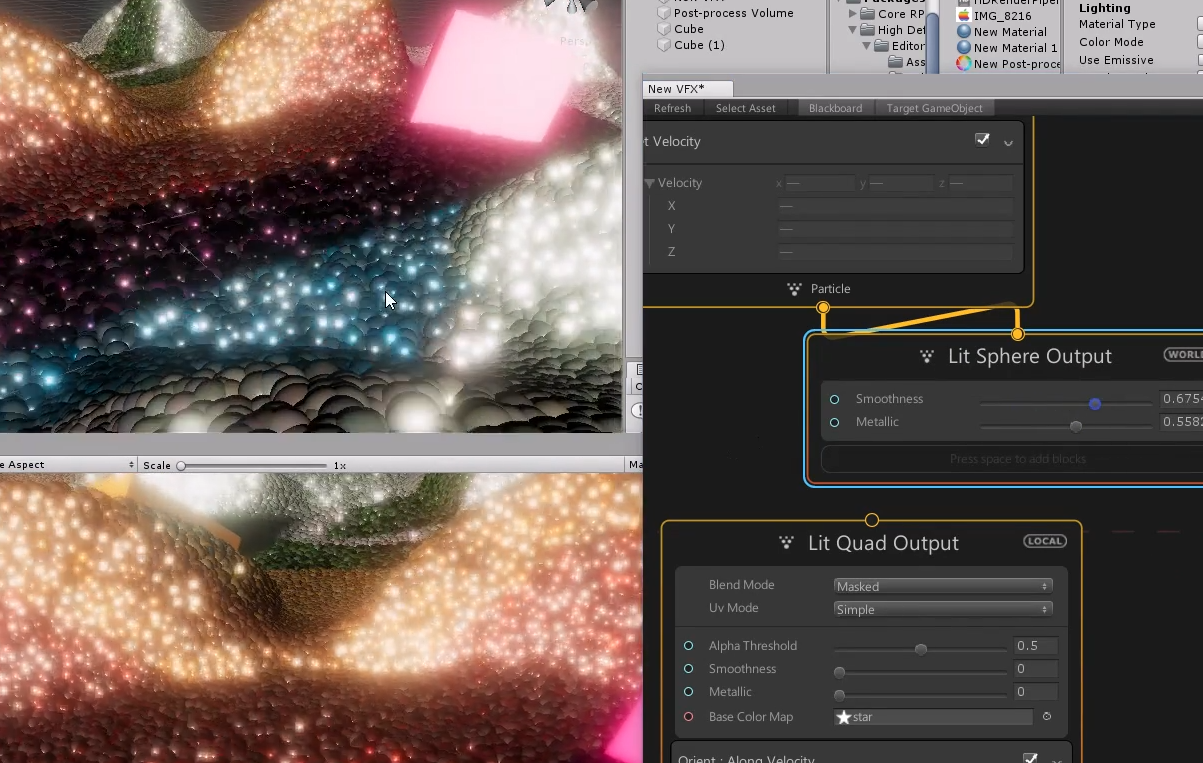 Post-process Volume
Cube
Cube (1)
Core RP
High De
Editor
Ass
IMG_8216
New Material
New Material 1
New Post-proce
Lighting
Material Type
Color Mode
Use Emissive
Pers
New VFX*
Refresh
Select Asset
Blackboard
Target GameObject
t Velocity
Velocity
x —
y —
z —
X
—
Y
—
Z
—
Particle
Lit Sphere Output
WORL
Smoothness
0.675
Metallic
0.558
Press space to add blocks
e Aspect
Scale
1x
Ma
Lit Quad Output
LOCAL
Blend Mode
Masked
Uv Mode
Simple
Alpha Threshold
0.5
Smoothness
0
Metallic
0
Base Color Map
star
Orient : Along Velocity